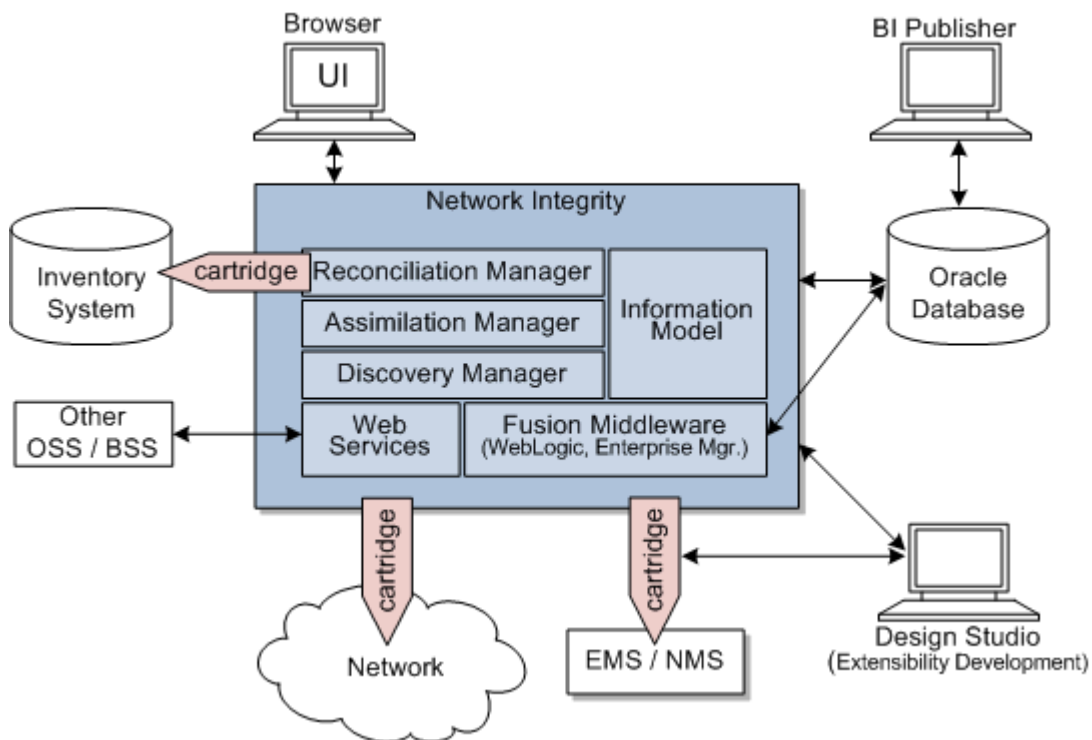 Browser
UI
BI Publisher
Network Integrity
Inventory
System
cartridge
Reconciliation Manager
Assimilation Manager
Discovery Manager
Information
Model
Oracle
Database
Other
OSS / BSS
Web
Services
Fusion Middleware
(WebLogic, Enterprise Mgr.)
cartridge
cartridge
Network
EMS / NMS
Design Studio
(Extensibility Development)